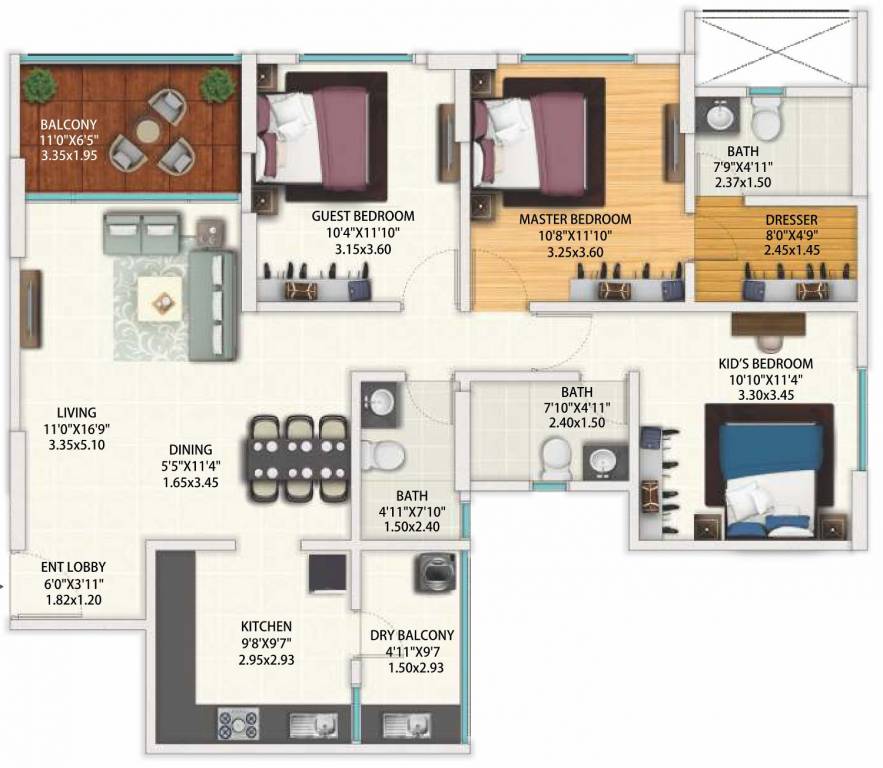 BALCONY
11'0"X6'5"
3.35x1.95
GUEST BEDROOM
10'4"X11'10"
3.15x3.60
MASTER BEDROOM
10'8"X11'10"
3.25x3.60
BATH
7'9"X4'11"
2.37x1.50
DRESSER
8'0"X4'9"
2.45x1.45
KID'S BEDROOM
10'10"X11'4"
3.30x3.45
LIVING
11'0"X16'9"
3.35x5.10
DINING
5'5"X11'4"
1.65x3.45
BATH
7'10"X4'11"
2.40x1.50
BATH
4'11"X7'10"
1.50x2.40
ENT LOBBY
6'0"X3'11"
1.82x1.20
KITCHEN
9'8"X9'7"
2.95x2.93
DRY BALCONY
4'11"X9'7
1.50x2.93